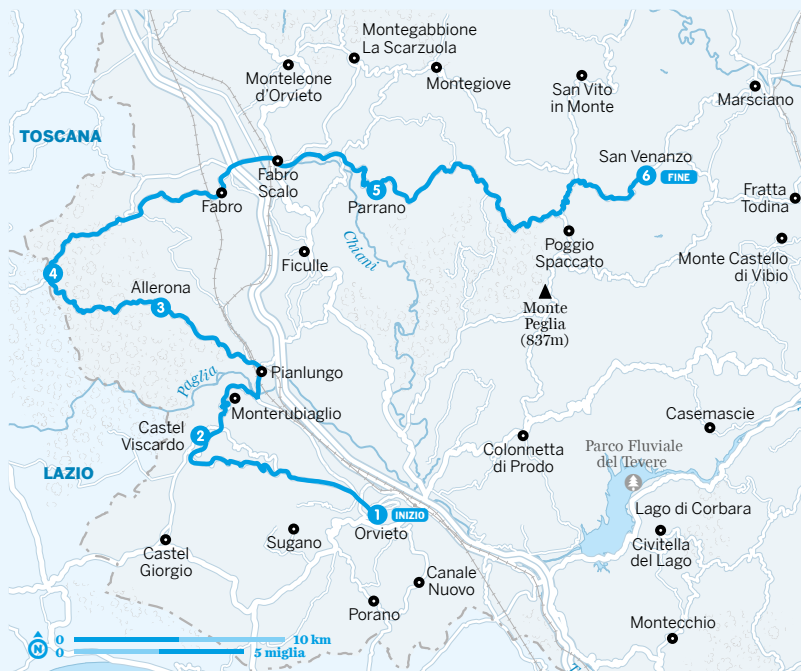 Montegabbione
La Scarzuola
Monteleone
d'Orvieto
Montegiove
San Vito
in Monte
Marsciano
TOSCANA
Fabro
Scalo
San Venanzo
6 FINE
5
Parrano
Fabro
Fratta
Todina
Chiani
Poggio
Spaccato
Monte Castello
di Vibio
Ficulle
4
Allerona
3
Monte
Peglia
(837m)
Pianlungo
Paglia
Monterubiaglio
Castel
Viscardo
2
Casemascie
Colonnetta
di Prodo
Parco Fluviale
del Tevere
LAZIO
1 INIZIO
Orvieto
Lago di Corbara
Sugano
Castel
Giorgio
Civitella
del Lago
Canale
Nuovo
Porano
Montecchio
N
0 10 km
0 5 miglia